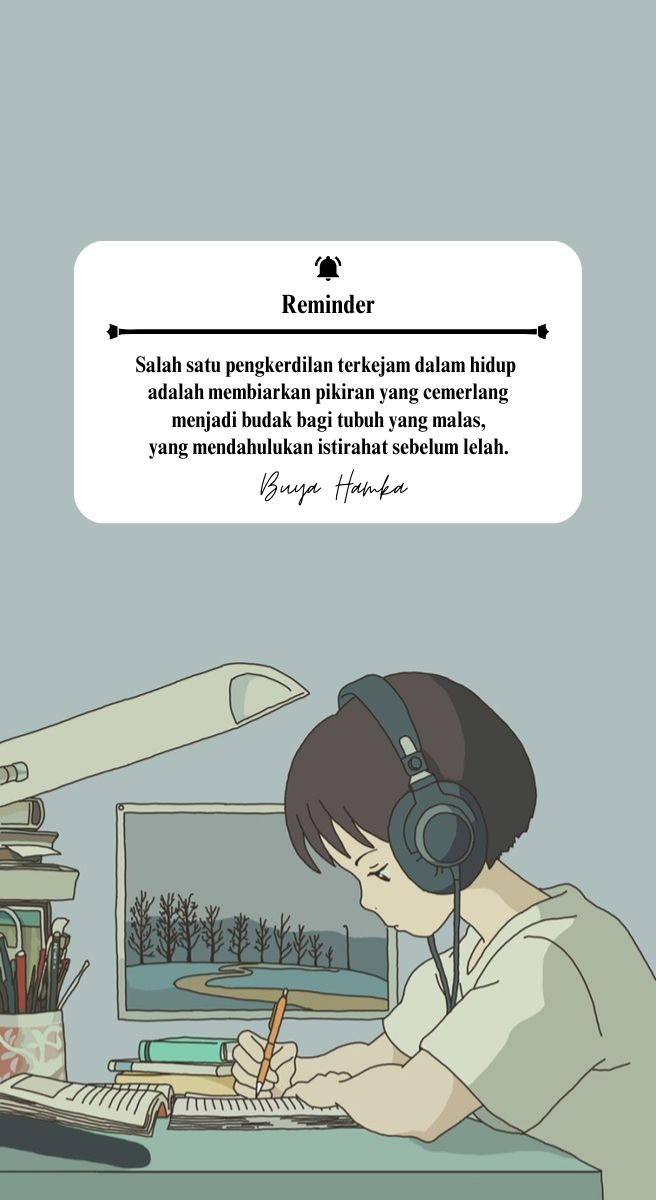 Reminder
Salah satu pengkerdilan terkejam dalam hidup
adalah membiarkan pikiran yang cemerlang
menjadi budak bagi tubuh yang malas,
yang mendahulukan istirahat sebelum lelah.
Buya Hamka